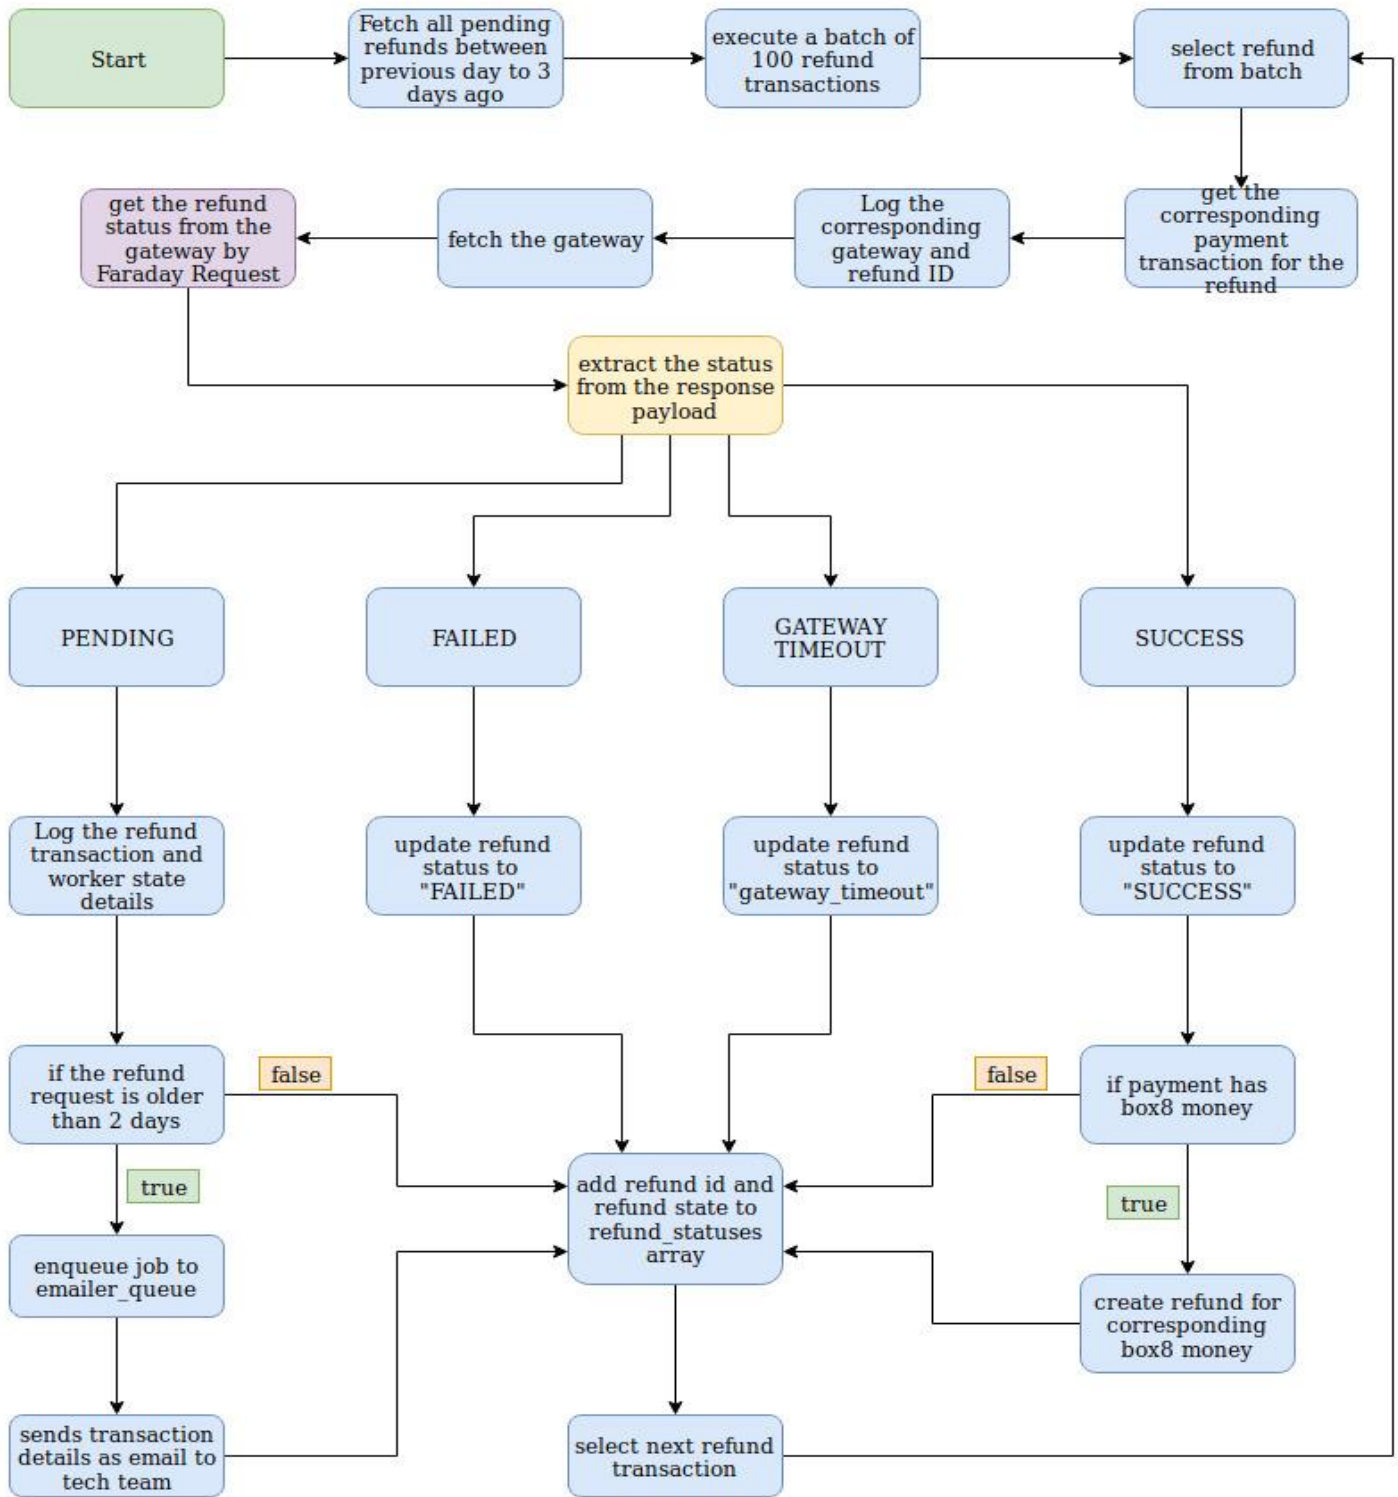 Start
Fetch all pending
refunds between
previous day to 3
days ago
execute a batch of
100 refund
transactions
select refund
from batch
get the refund
status from the
gateway by
Faraday Request
fetch the gateway
Log the
corresponding
gateway and
refund ID
get the
corresponding
payment
transaction for the
refund
extract the status
from the response
payload
PENDING
FAILED
GATEWAY
TIMEOUT
SUCCESS
Log the refund
transaction and
worker state
details
update refund
status to
"FAILED"
update refund
status to
"gateway_timeout"
update refund
status to
"SUCCESS"
if the refund
request is older
than 2 days
false
false
if payment has
box8 money
true
add refund id and
refund state to
refund_statuses
array
true
enqueue job to
emailer_queue
create refund for
corresponding
box8 money
sends transaction
details as email to
tech team
select next refund
transaction